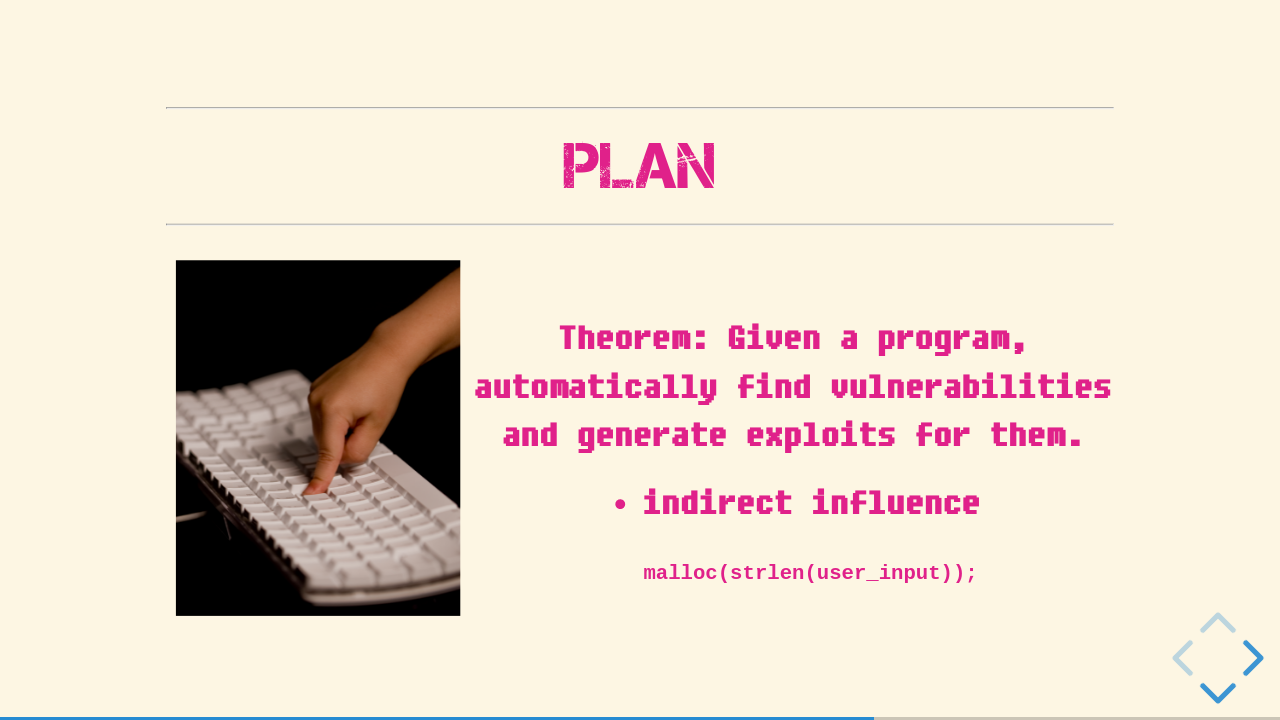 PLAN
Theorem: Given a program,
automatically find vulnerabilities
and generate exploits for them.
• indirect influence
malloc(strlen(user_input));